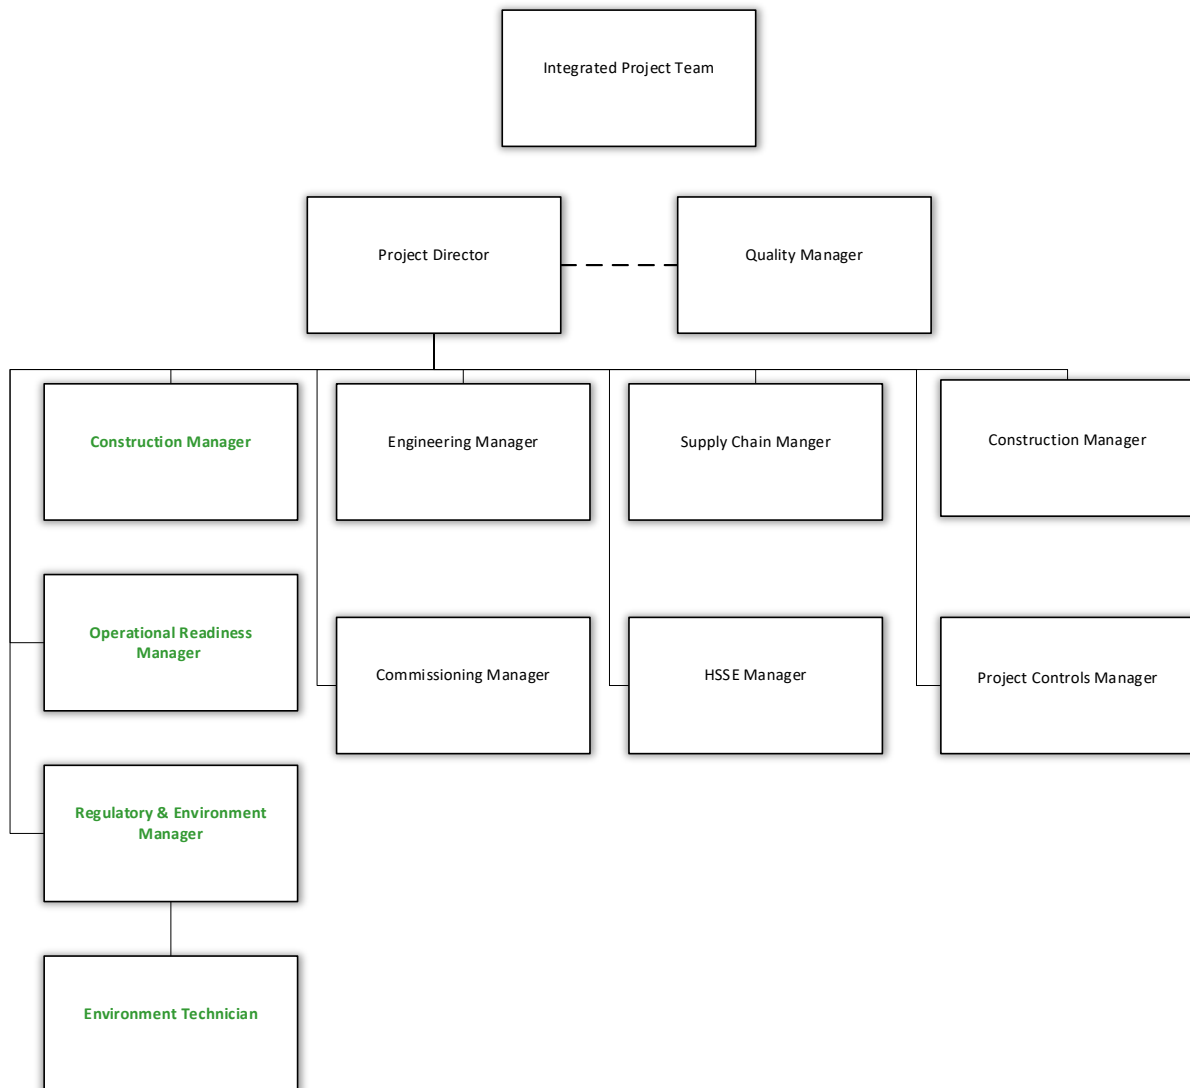 Integrated Project Team
Project Director
Quality Manager
Construction Manager
Engineering Manager
Supply Chain Manger
Construction Manager
Operational Readiness
Manager
Commissioning Manager
HSSE Manager
Project Controls Manager
Regulatory & Environment
Manager
Environment Technician